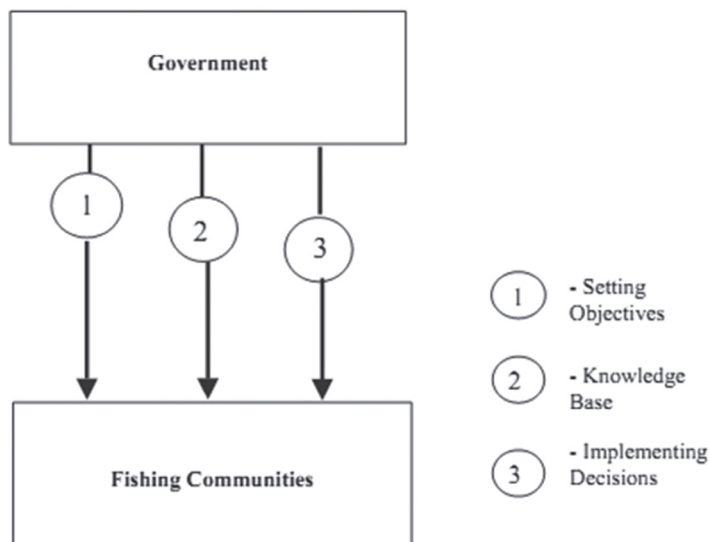 Government
1
2
3
1 - Setting
Objectives
2 - Knowledge
Base
3 - Implementing
Decisions
Fishing Communities